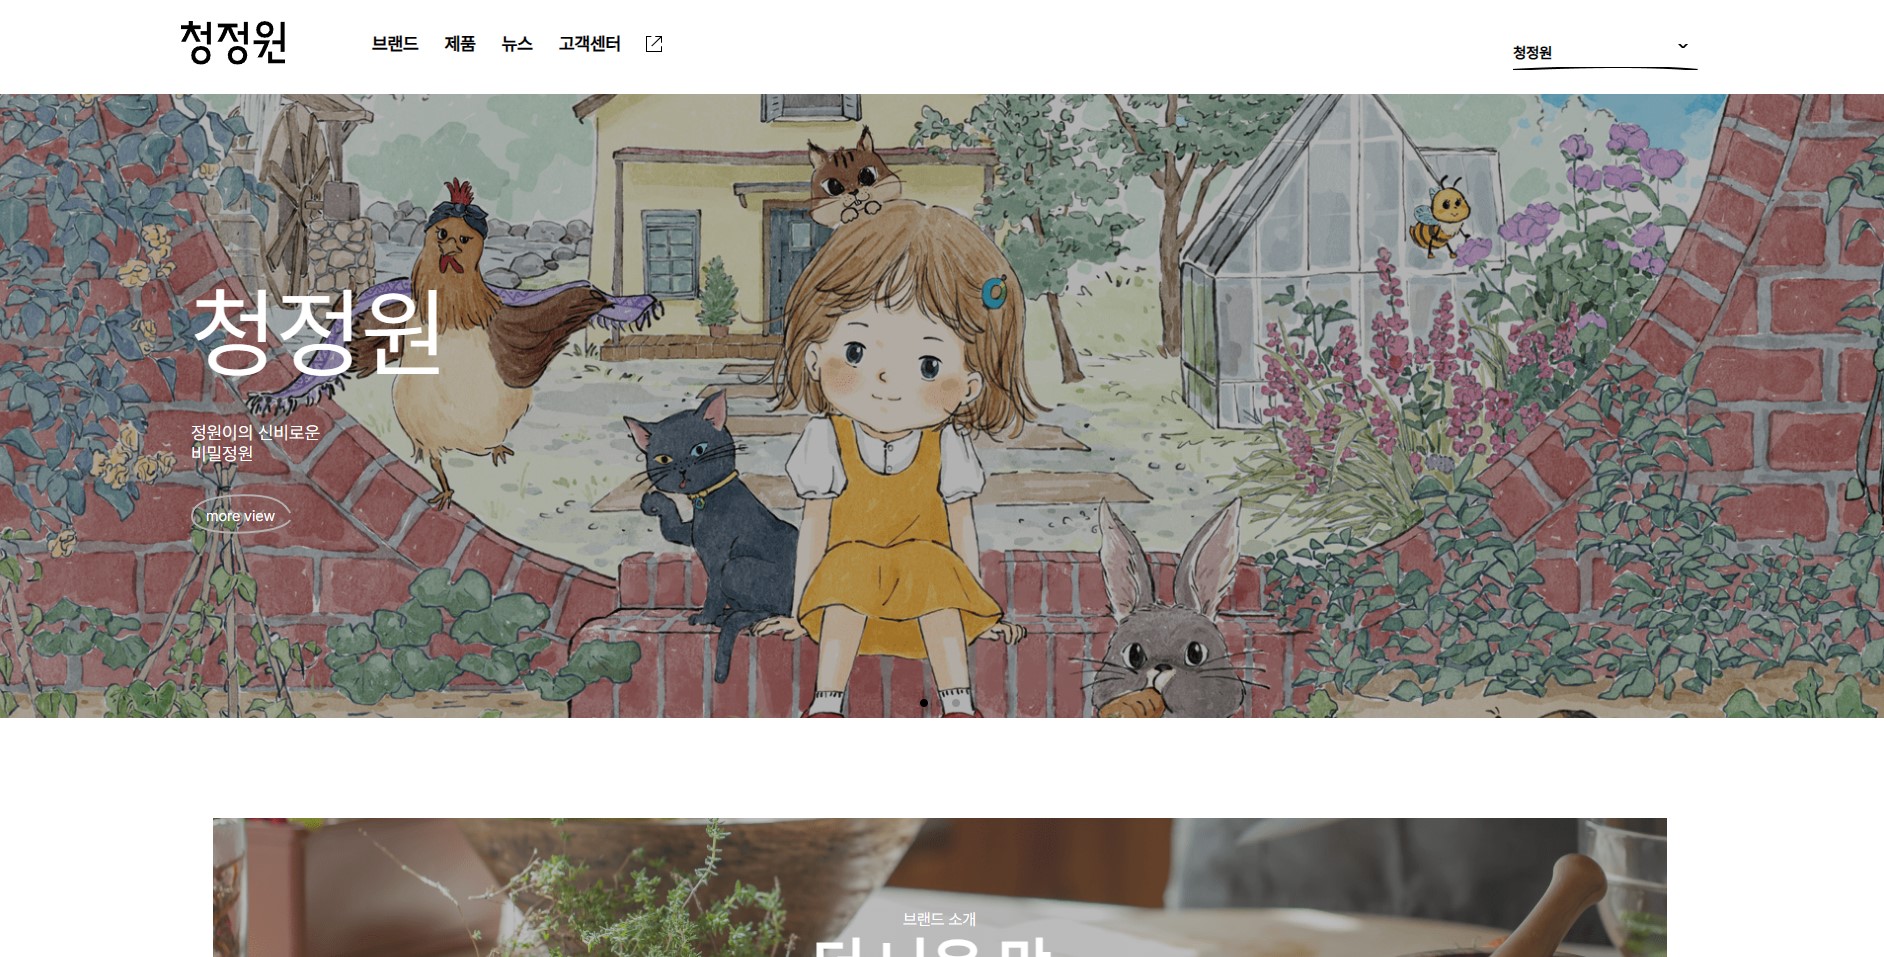 청정원
브랜드 제품 뉴스 고객센터
청정원
청정원
정원이의 신비로운
비밀정원
more view
브랜드 소개